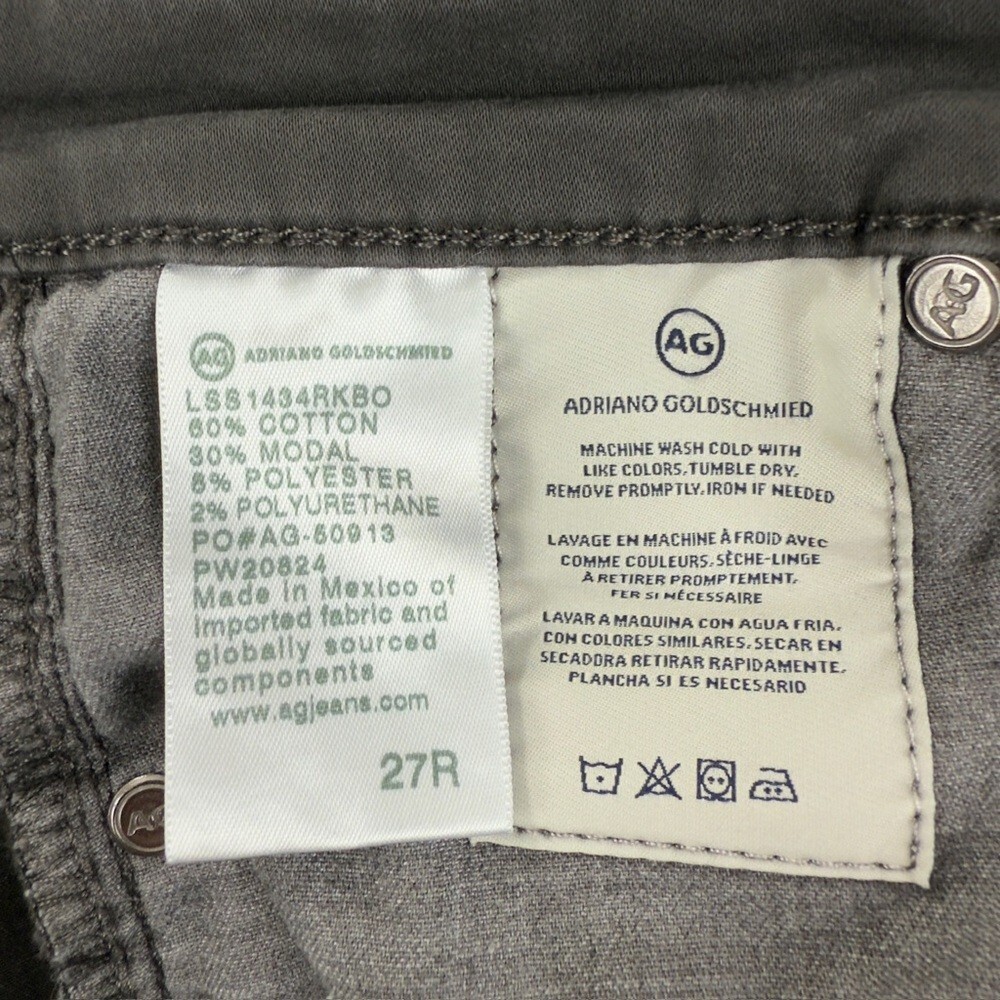 AG ADRIANO GOLDSCHMIED
LSS1434RKBO
60% COTTON
30% MODAL
8% POLYESTER
2% POLYURETHANE
PO#AG-50913
PW20824
Made in Mexico of
imported fabric and
globally sourced
components
www.agjeans.com
27R
AG
ADRIANO GOLDSCHMIED
MACHINE WASH COLD WITH
LIKE COLORS, TUMBLE DRY,
REMOVE PROMPTLY, IRON IF NEEDED
LAVAGE EN MACHINE À FROID AVEC
COMME COULEURS, SÈCHE-LINGE
À RETIRER PROMPTEMENT,
FER SI NÉCESSAIRE
LAVAR A MAQUINA CON AGUA FRIA,
CON COLORES SIMILARES, SECAR EN
SECADORA RETIRAR RAPIDAMENTE,
PLANCHA SI ES NECESARIO
AG
AG